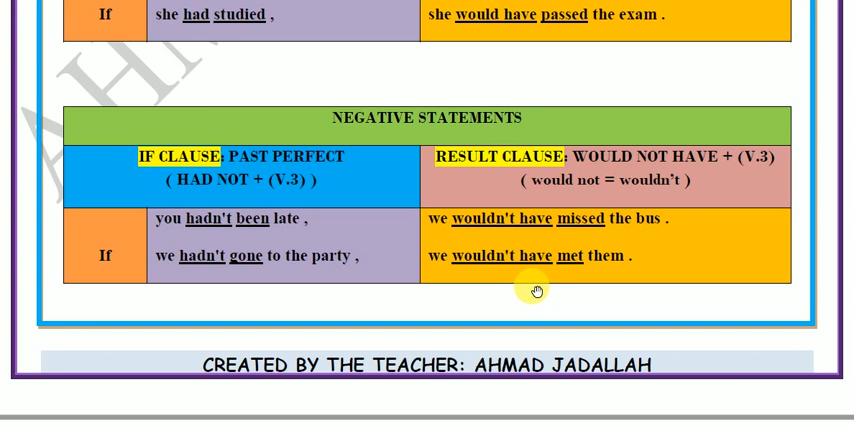 If she had studied , she would have passed the exam .
NEGATIVE STATEMENTS
IF CLAUSE: PAST PERFECT
( HAD NOT + (V.3) )
RESULT CLAUSE: WOULD NOT HAVE + (V.3)
( would not = wouldn't )
you hadn't been late , we wouldn't have missed the bus .
If we hadn't gone to the party , we wouldn't have met them .
CREATED BY THE TEACHER: AHMAD JADALLAH